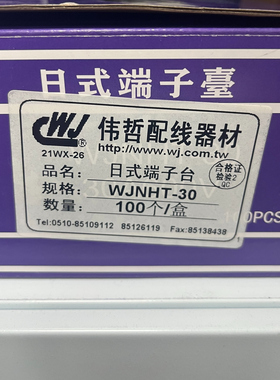 日式端子臺
WJ
®
伟哲配线器材
21WX-26
http://www.wj.com.tw
品名: 日式端子台
合格证
检验2
QC
规格: WJNHT-30
数量: 100个/盒
Tel:0510-85109112 85126119 Fax:85138438